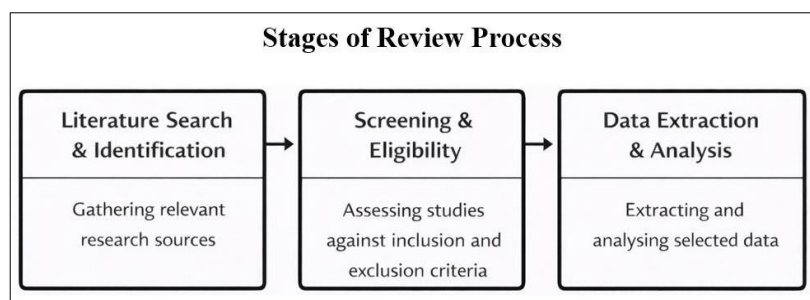 Stages of Review Process
Literature Search
& Identification
Gathering relevant
research sources
Screening &
Eligibility
Assessing studies
against inclusion and
exclusion criteria
Data Extraction
& Analysis
Extracting and
analysing selected data